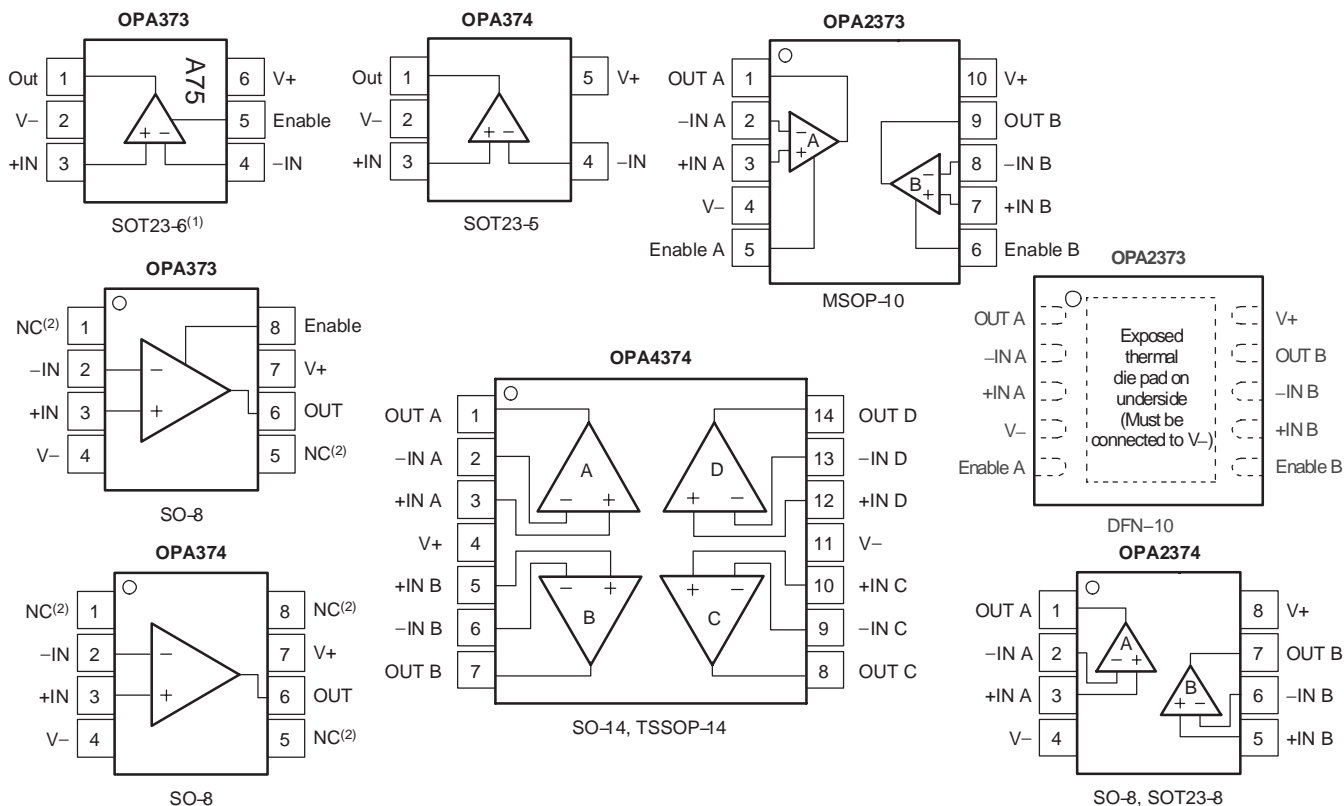 OPA373
Out 1
V– 2
+IN 3
A75
6 V+
5 Enable
4 –IN
+ –
SOT23-6(1)
OPA374
Out 1
V– 2
+IN 3
5 V+
4 –IN
+ –
SOT23-5
OPA2373
OUT A 1
–IN A 2
+IN A 3
V– 4
Enable A 5
10 V+
9 OUT B
8 –IN B
7 +IN B
6 Enable B
–
A
+
–
B
+
MSOP-10
OPA373
NC(2) 1
–IN 2
+IN 3
V– 4
8 Enable
7 V+
6 OUT
5 NC(2)
–
+
SO-8
OPA4374
OUT A 1
–IN A 2
+IN A 3
V+ 4
+IN B 5
–IN B 6
OUT B 7
14 OUT D
13 –IN D
12 +IN D
11 V–
10 +IN C
9 –IN C
8 OUT C
A
– +
D
+ –
– +
B
+ –
C
SO-14, TSSOP-14
OPA2373
OUT A
–IN A
+IN A
V–
Enable A
Exposed
thermal
die pad on
underside
(Must be
connected to V–)
V+
OUT B
–IN B
+IN B
Enable B
DFN-10
OPA374
NC(2) 1
–IN 2
+IN 3
V– 4
8 NC(2)
7 V+
6 OUT
5 NC(2)
–
+
SO-8
OPA2374
OUT A 1
–IN A 2
+IN A 3
V– 4
8 V+
7 OUT B
6 –IN B
5 +IN B
A
– +
B
+ –
SO-8, SOT23-8